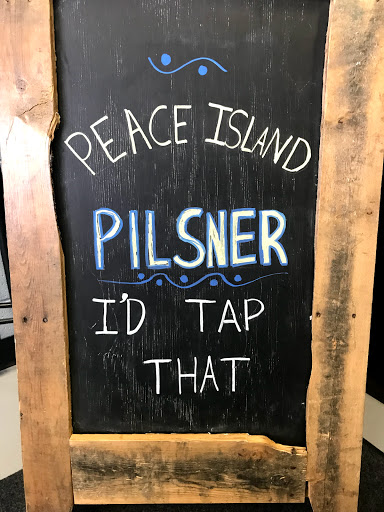 PEACE ISLAND
PILSNER
I'D TAP
THAT